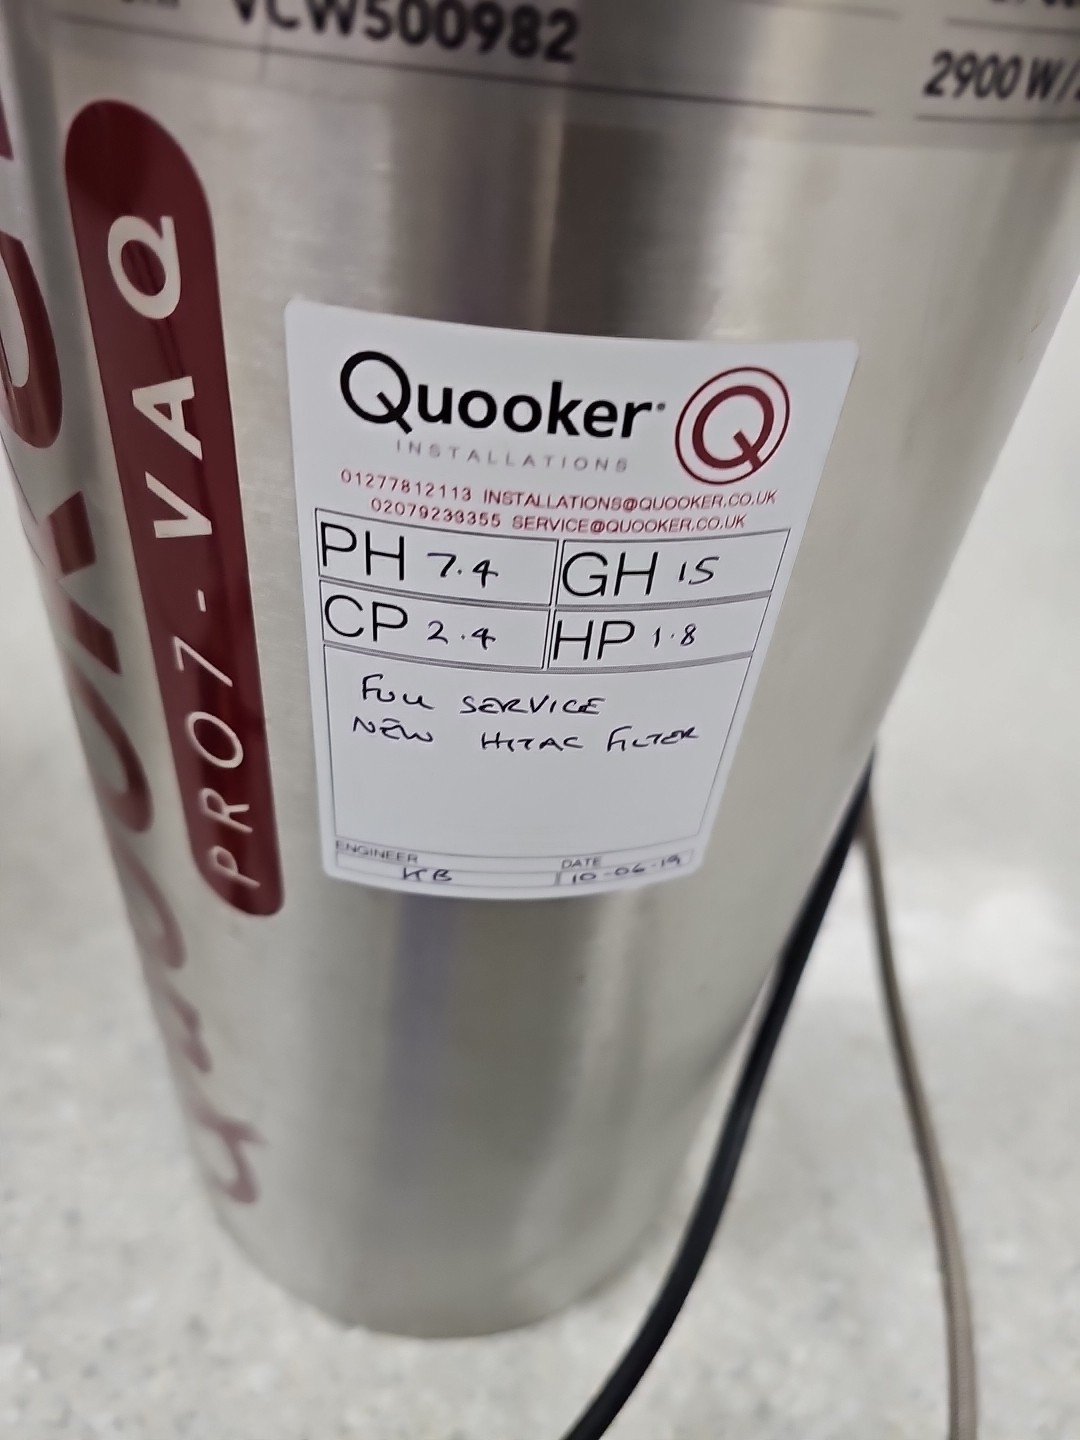 VCW500982
2900 W/
PRO7-VAQ
Quooker
Quooker®
INSTALLATIONS
01277812113 INSTALLATIONS@QUOOKER.CO.UK
02079233355 SERVICE@QUOOKER.CO.UK
PH 7.4 GH 15
CP 2.4 HP 1.8
FULL SERVICE
NEW HITAC FILTER
ENGINEER DATE
KB 10-06-19